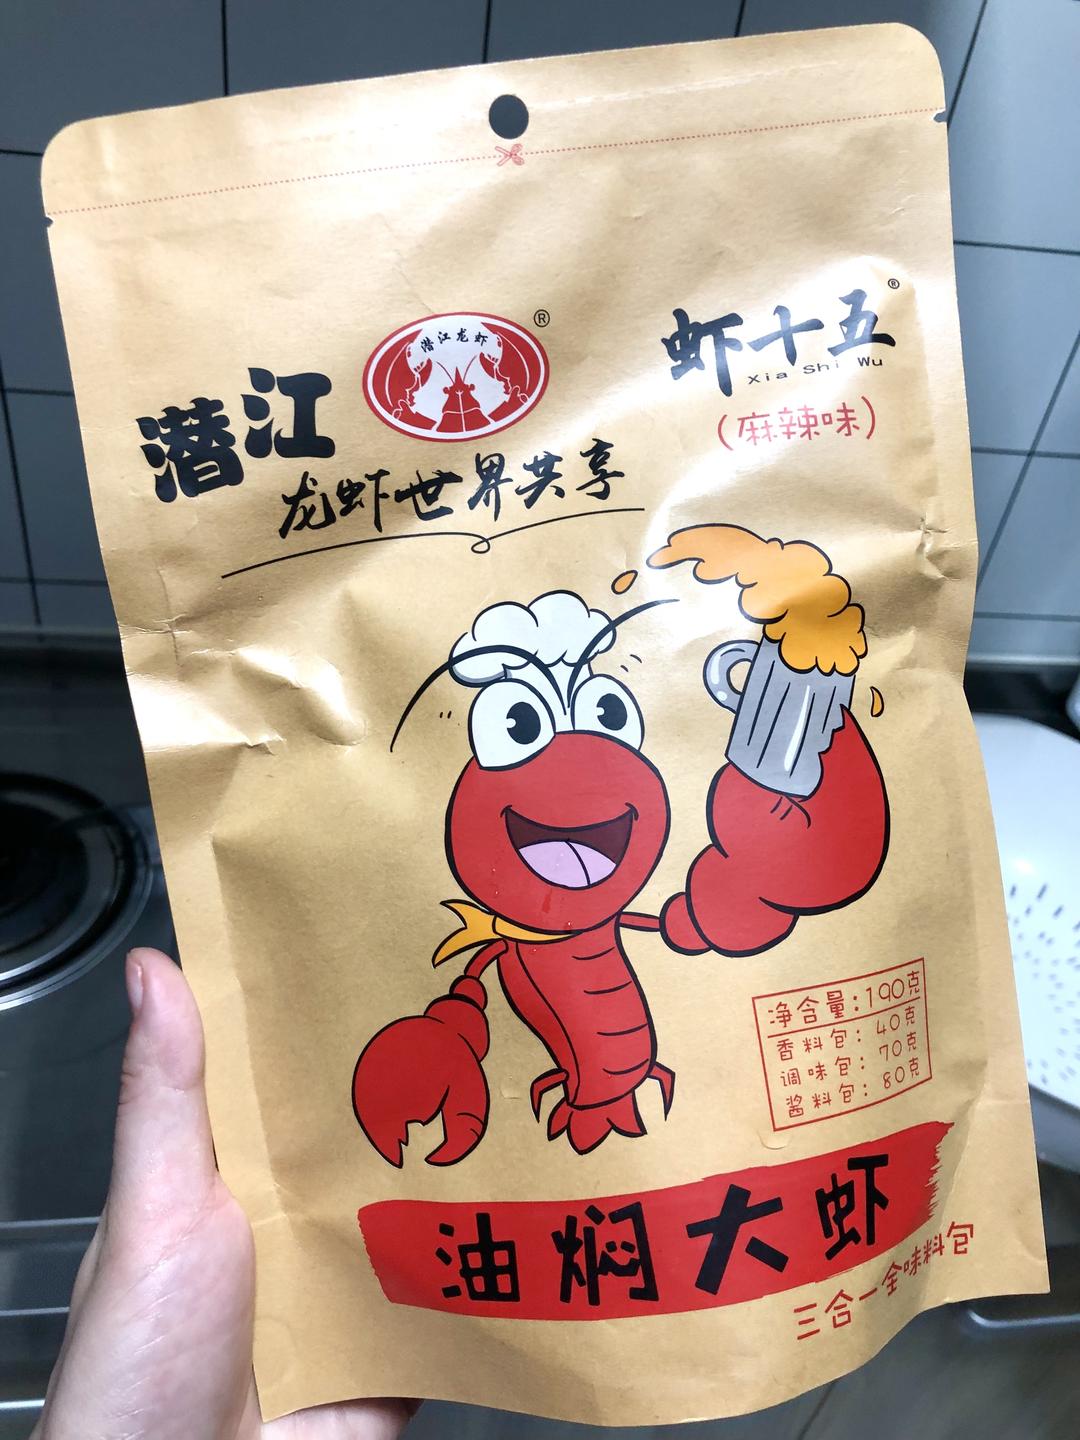 潜江龙虾
®
虾十五®
Xia Shi Wu
(麻辣味)
潜江
龙虾世界共享
净含量:190克
香料包:40克
调味包:70克
酱料包:80克
油焖大虾
三合一全味料包